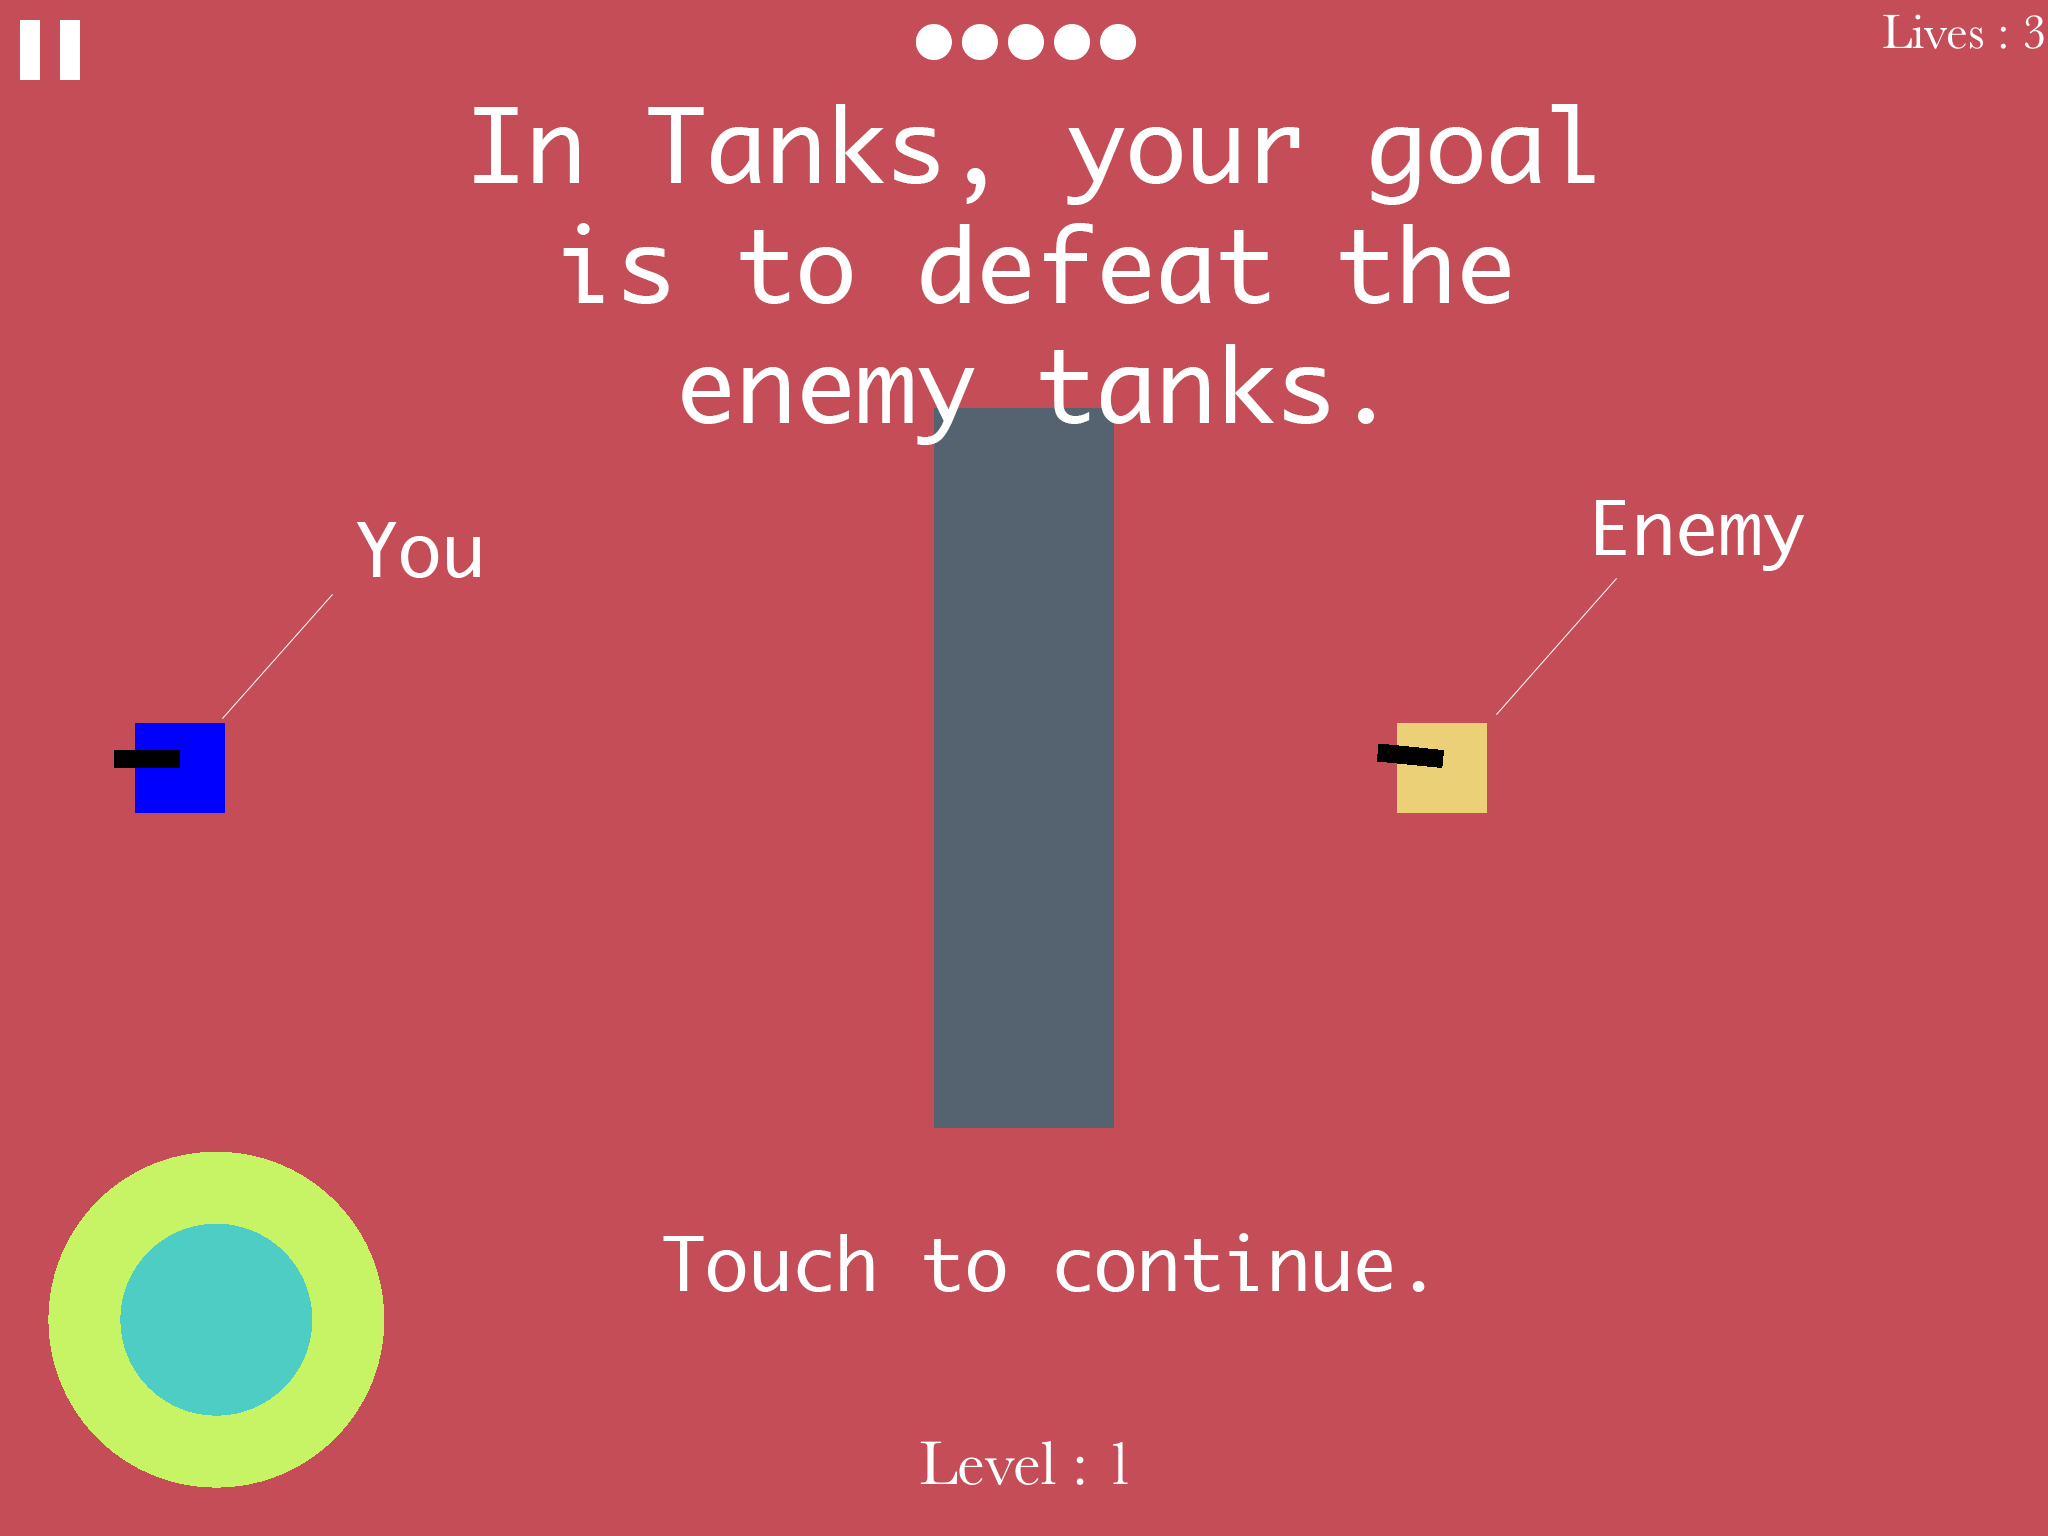 Lives : 3
In Tanks, your goal
is to defeat the
enemy tanks.
You
Enemy
Touch to continue.
Level : 1